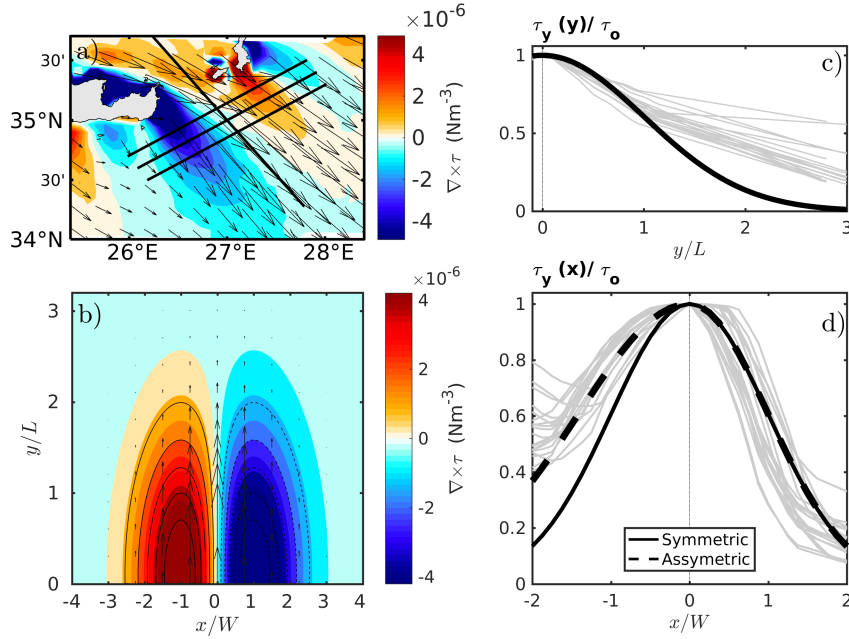 a)
30'
35°N
30'
34°N
26°E 27°E 28°E
×10-6
4
2
0
-2
-4
∇×τ (Nm-3)
b)
3
2
1
0
y/L
-4 -3 -2 -1 0 1 2 3 4
x/W
×10-6
4
2
0
-2
-4
∇×τ (Nm-3)
τy (y)/ τo
c)
1
0.5
0
0 1 2 3
y/L
τy (x)/ τo
d)
1
0.8
0.6
0.4
0.2
0
Symmetric
Assymetric
-2 -1 0 1 2
x/W